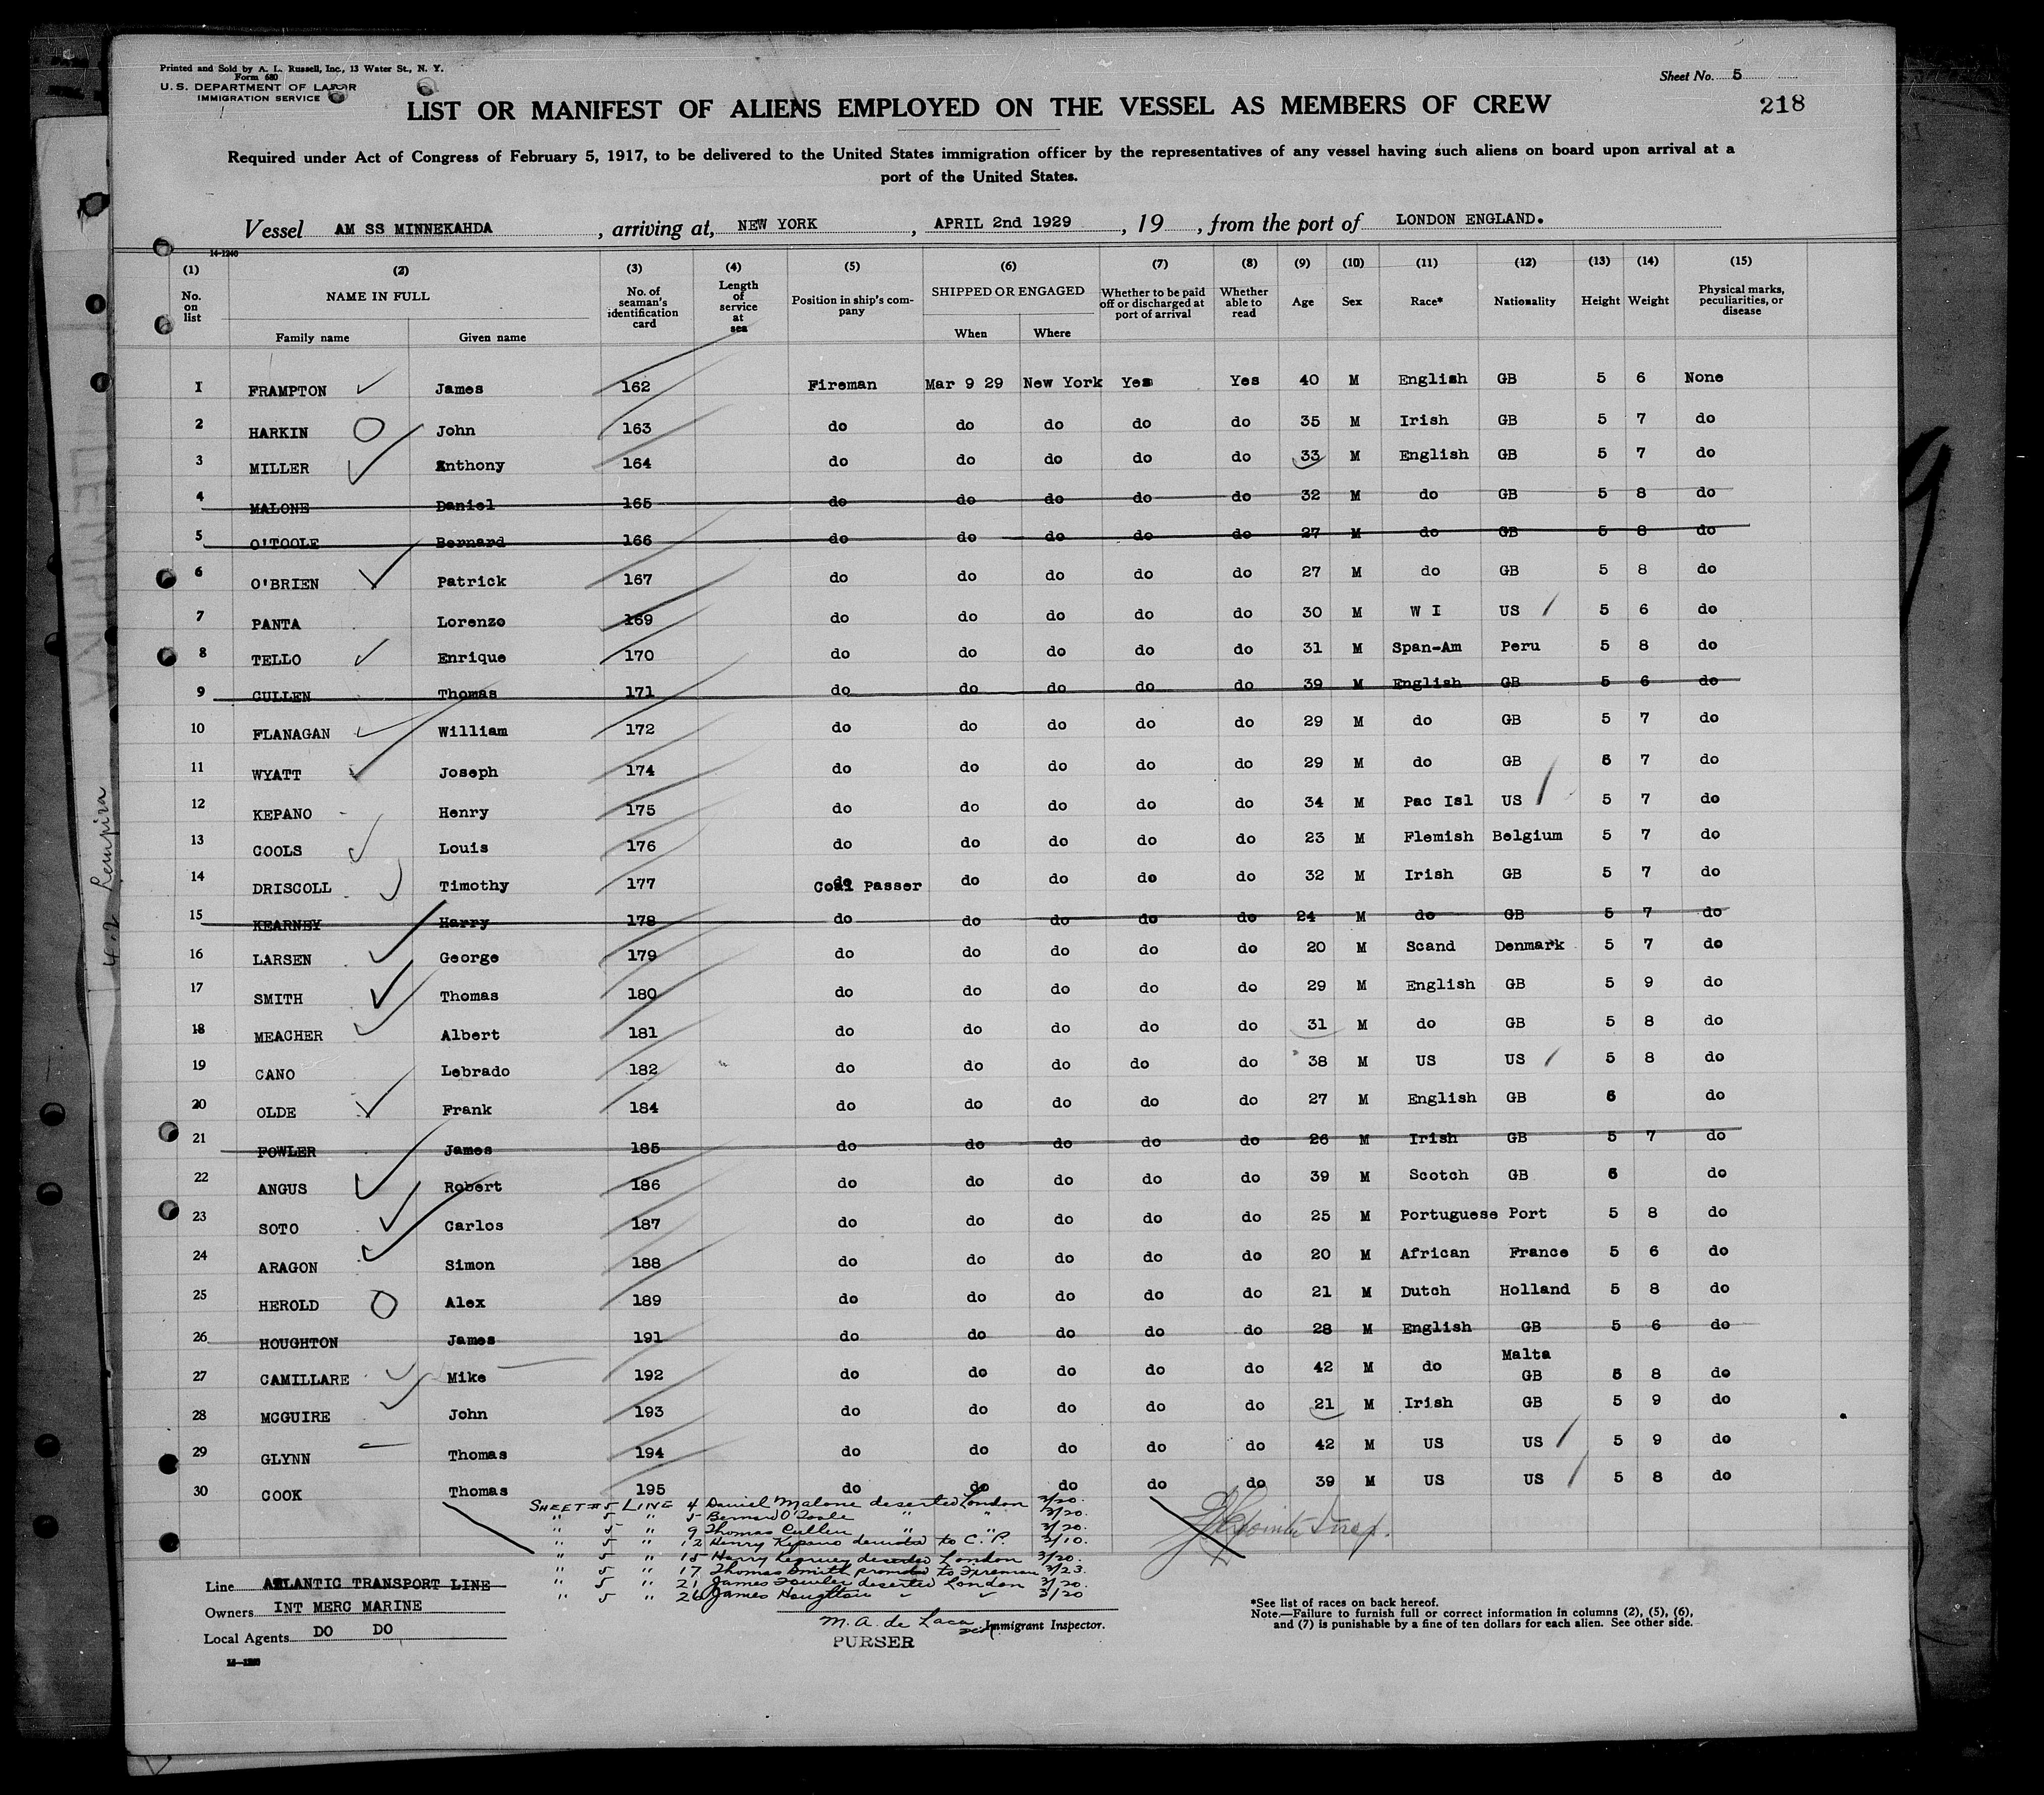 Printed and Sold by A. L. Russell, Inc., 13 Water St., N. Y.
Form 680
U. S. DEPARTMENT OF LABOR
IMMIGRATION SERVICE
Sheet No. 5
218
LIST OR MANIFEST OF ALIENS EMPLOYED ON THE VESSEL AS MEMBERS OF CREW
Required under Act of Congress of February 5, 1917, to be delivered to the United States immigration officer by the representatives of any vessel having such aliens on board upon arrival at a
port of the United States.
Vessel AM SS MINNEKAHDA, arriving at, NEW YORK, APRIL 2nd 1929, 19, from the port of LONDON ENGLAND.
14-1240
(1) (2) (3) (4) (5) (6) (7) (8) (9) (10) (11) (12) (13) (14) (15)
No. on list NAME IN FULL Family name Given name No. of seaman's identification card Length of service at sea Position in ship's company SHIPPED OR ENGAGED When Where Whether to be paid off or discharged at port of arrival Whether able to read Age Sex Race* Nationality Height Weight Physical marks, peculiarities, or disease
1 FRAMPTON James 162 Fireman Mar 9 29 New York Yes Yes 40 M English GB 5 6 None
2 HARKIN John 163 do do do do do 35 M Irish GB 5 7 do
3 MILLER Anthony 164 do do do do do 33 M English GB 5 7 do
4 MALONE Daniel 165 do do do do do 32 M do GB 5 8 do
5 O'TOOLE Bernard 166 do do do do do 27 M do GB 5 8 do
6 O'BRIEN Patrick 167 do do do do do 27 M do GB 5 8 do
7 PANTA Lorenzo 169 do do do do do 30 M W I US 5 6 do
8 TELLO Enrique 170 do do do do do 31 M Span-Am Peru 5 8 do
9 CULLEN Thomas 171 do do do do do 39 M English GB 5 6 do
10 FLANAGAN William 172 do do do do do 29 M do GB 5 7 do
11 WYATT Joseph 174 do do do do do 29 M do GB 6 7 do
12 KEPANO Henry 175 do do do do do 34 M Pac Isl US 5 7 do
13 COOLS Louis 176 do do do do do 23 M Flemish Belgium 5 7 do
14 DRISCOLL Timothy 177 Coal Passer do do do do 32 M Irish GB 5 7 do
15 KEARNEY Harry 178 do do do do do 24 M do GB 5 7 do
16 LARSEN George 179 do do do do do 20 M Scand Denmark 5 7 do
17 SMITH Thomas 180 do do do do do 29 M English GB 5 9 do
18 MEACHER Albert 181 do do do do do 31 M do GB 5 8 do
19 CANO Lebrado 182 do do do do do 38 M US US 5 8 do
20 OLDE Frank 184 do do do do do 27 M English GB 6 do
21 FOWLER James 185 do do do do do 26 M Irish GB 5 7 do
22 ANGUS Robert 186 do do do do do 39 M Scotch GB 6 do
23 SOTO Carlos 187 do do do do do 25 M Portuguese Port 5 8 do
24 ARAGON Simon 188 do do do do do 20 M African France 5 6 do
25 HEROLD Alex 189 do do do do do 21 M Dutch Holland 5 8 do
26 HOUGHTON James 191 do do do do do 28 M English GB 5 6 do
27 CAMILLARE Mike 192 do do do do do 42 M do Malta GB 5 8 do
28 MCGUIRE John 193 do do do do do 21 M Irish GB 5 9 do
29 GLYNN Thomas 194 do do do do do 42 M US US 5 9 do
30 COOK Thomas 195 do do do do do 39 M US US 5 8 do
SHEET #5 LINE 4 Daniel Malone deserted London 3/20.
" 5 " 5 Bernard O'Toole " " 3/20.
" 5 " 9 Thomas Cullen " " 3/20.
" 5 " 12 Henry Kepano demoted to C.P. 3/10.
" 5 " 15 Harry Kearney deserted London 3/20.
" 5 " 17 Thomas Smith promoted to Fireman 3/23.
" 5 " 21 James Fowler deserted London 3/20.
" 5 " 26 James Houghton " " 3/20
Line ATLANTIC TRANSPORT LINE
Owners INT MERC MARINE
Local Agents DO DO
M. A. de Laca Immigrant Inspector.
PURSER
*See list of races on back hereof.
Note.—Failure to furnish full or correct information in columns (2), (5), (6),
and (7) is punishable by a fine of ten dollars for each alien. See other side.
4-2 Lempira